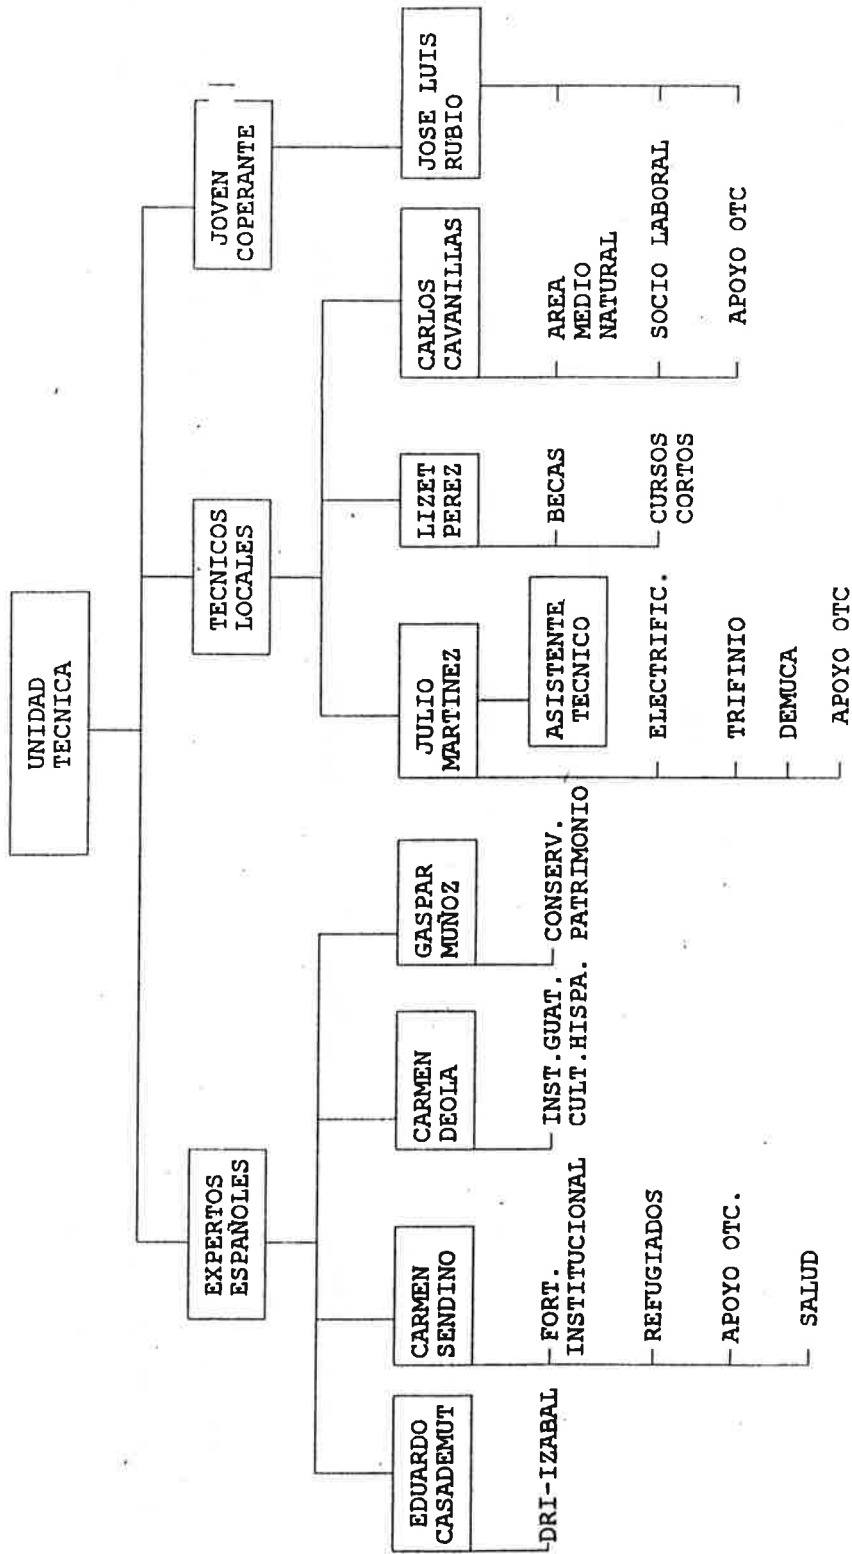 UNIDAD
TECNICA
EXPERTOS
ESPAÑOLES
TECNICOS
LOCALES
JOVEN
COPERANTE
EDUARDO
CASADEMUT
DRI-IZABAL
CARMEN
SENDINO
FORT.
INSTITUCIONAL
REFUGIADOS
APOYO OTC.
SALUD
CARMEN
DEOLA
INST.GUAT.
CULT.HISPA.
GASPAR
MUÑOZ
CONSERV.
PATRIMONIO
JULIO
MARTINEZ
ASISTENTE
TECNICO
ELECTRIFIC.
TRIFINIO
DEMUCA
APOYO OTC
LIZET
PEREZ
BECAS
CURSOS
CORTOS
CARLOS
CAVANILLAS
JOSE LUIS
RUBIO
AREA
MEDIO
NATURAL
SOCIO LABORAL
APOYO OTC